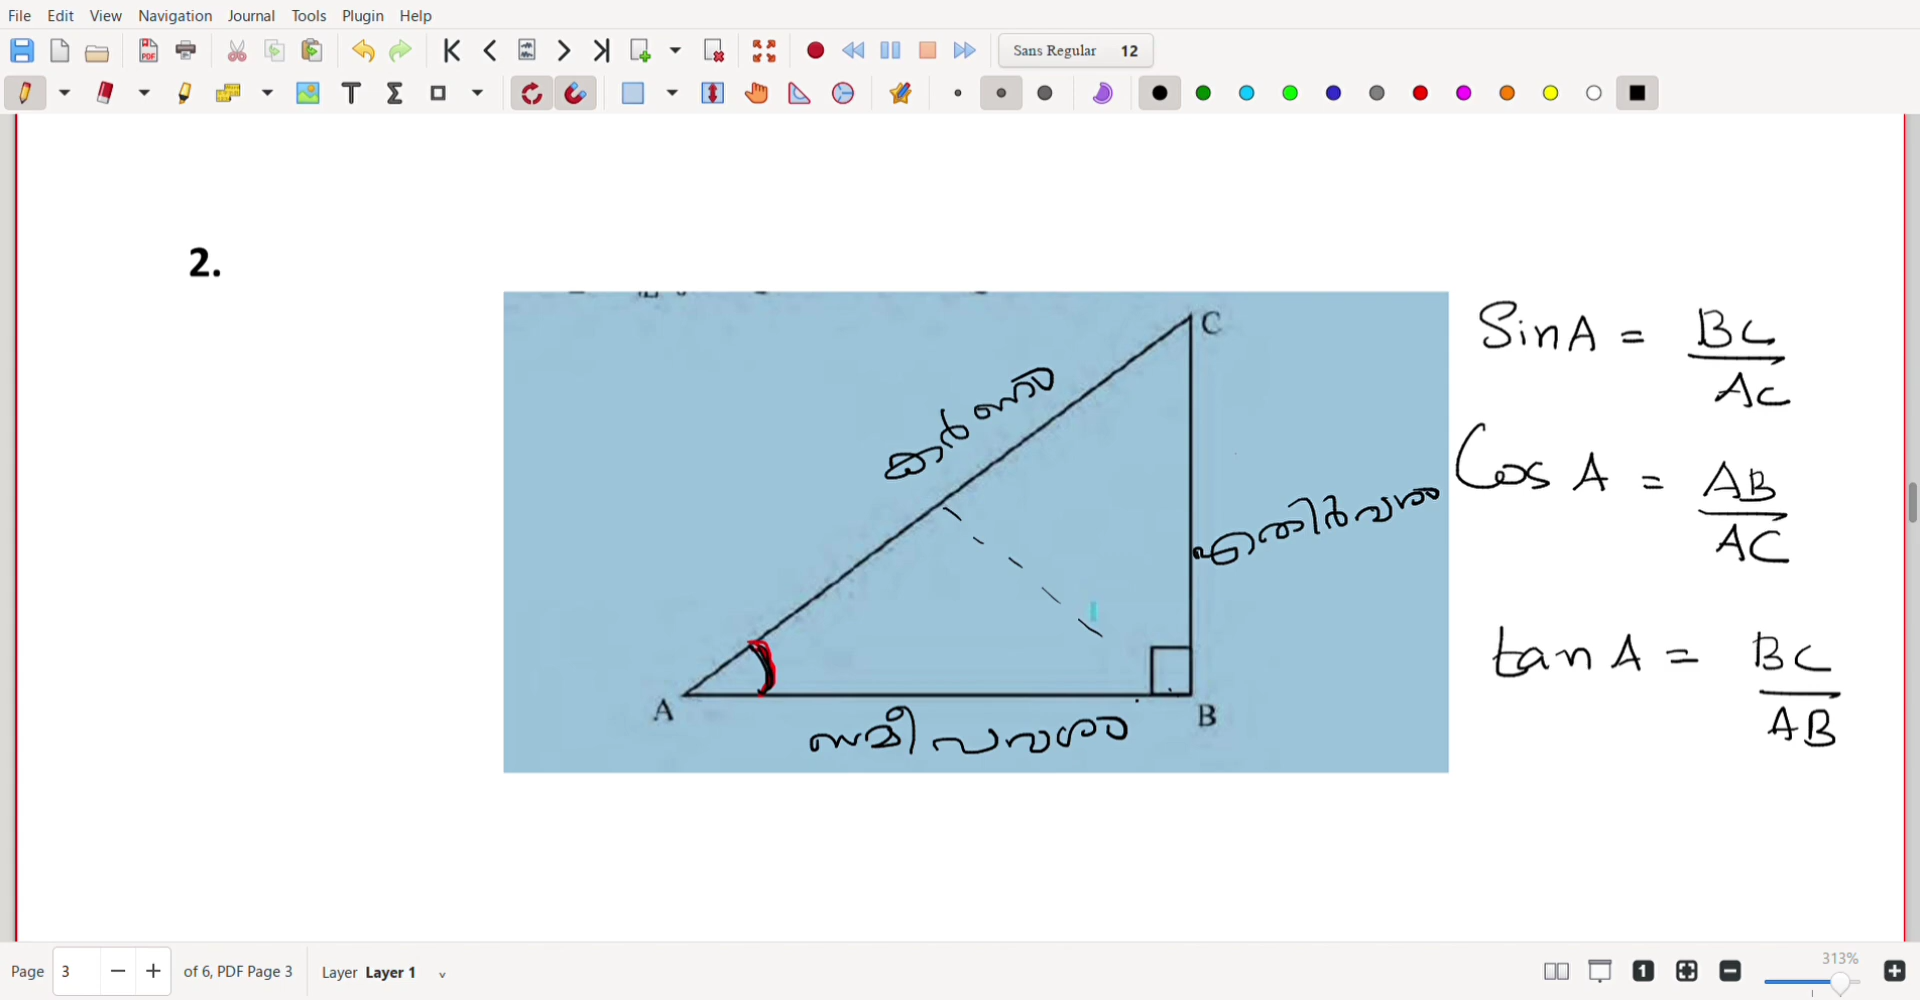 File Edit View Navigation Journal Tools Plugin Help
Sans Regular 12
2.
C
കർണം
എതിർവശം
A
B
സമീപവശം
SinA = BC
AC
Cos A = AB
AC
tan A = BC
AB
Page 3 of 6, PDF Page 3 Layer Layer 1
313%